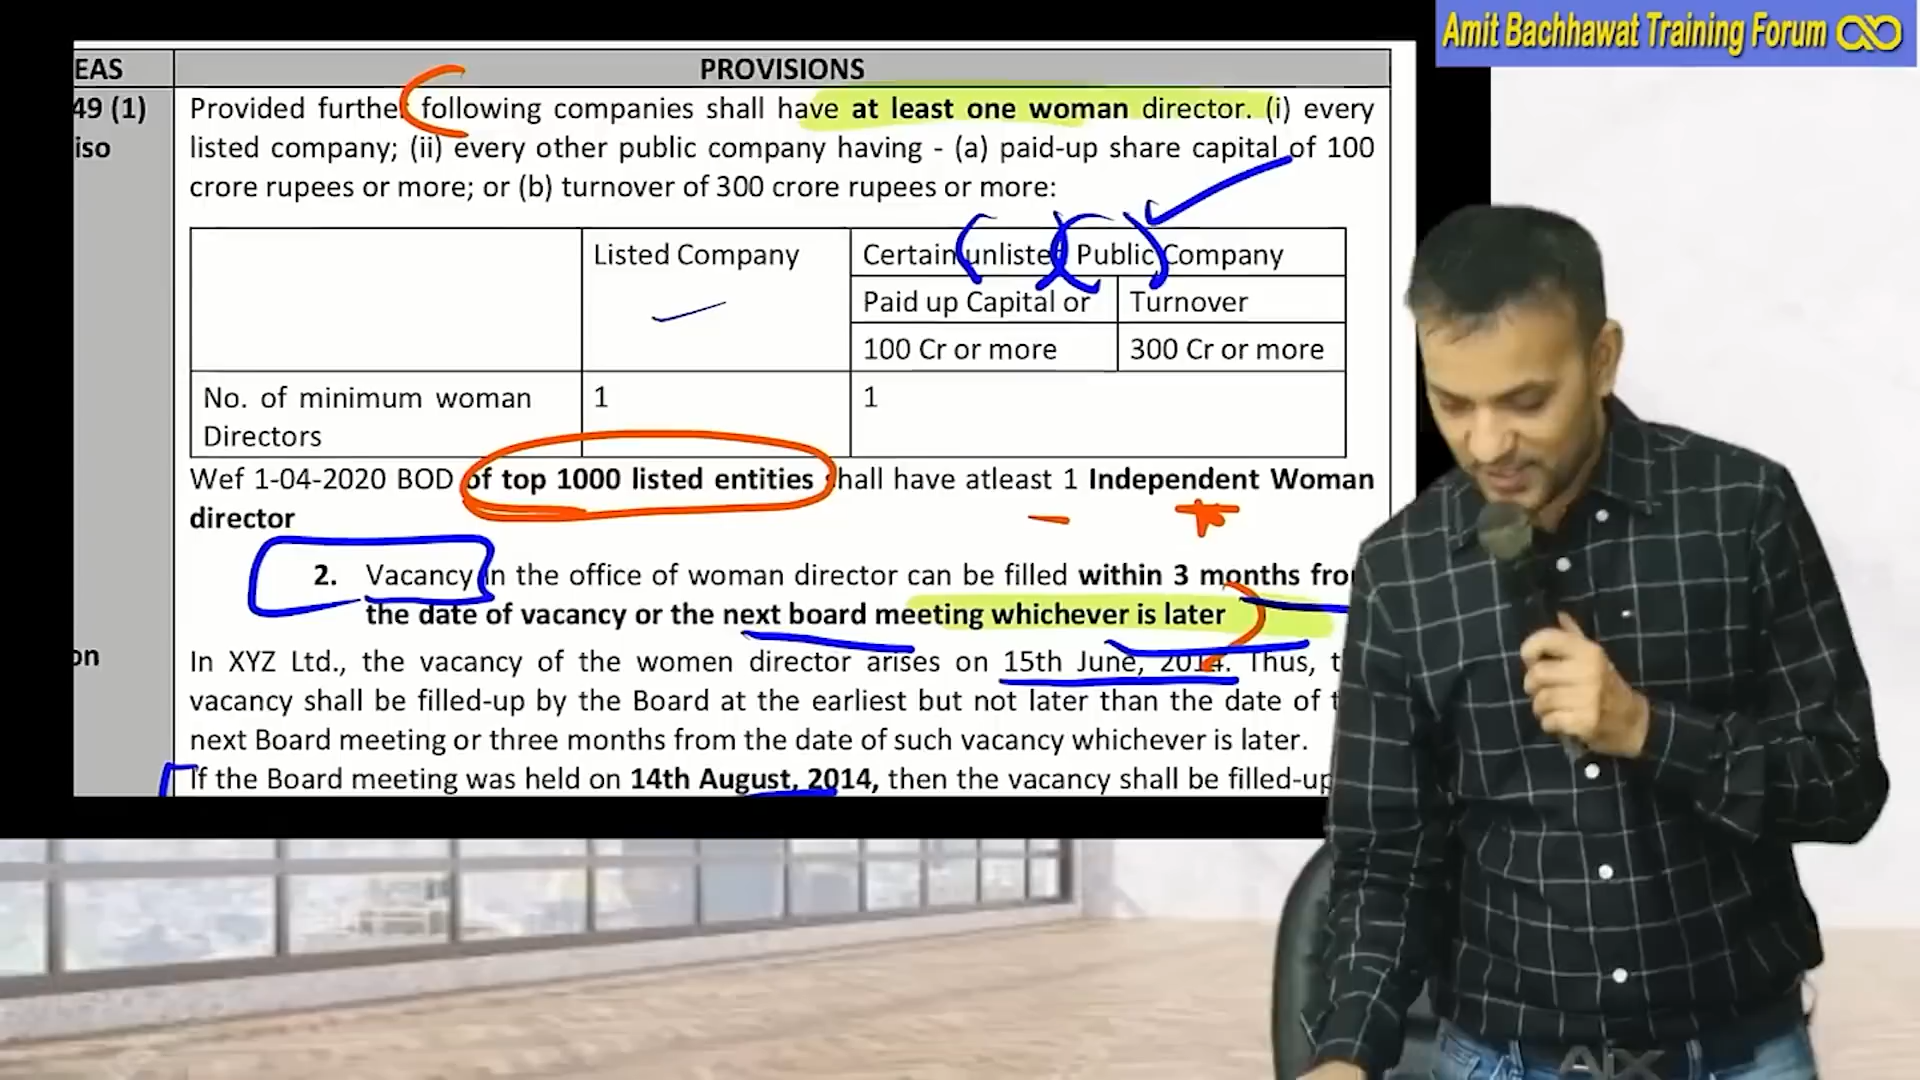 Amit Bachhawat Training Forum
EAS
PROVISIONS
49 (1)
iso
Provided further following companies shall have at least one woman director. (i) every
listed company; (ii) every other public company having - (a) paid-up share capital of 100
crore rupees or more; or (b) turnover of 300 crore rupees or more:
Listed Company
Certain unlisted Public Company
Paid up Capital or
Turnover
100 Cr or more
300 Cr or more
No. of minimum woman
Directors
1
1
Wef 1-04-2020 BOD of top 1000 listed entities shall have atleast 1 Independent Woman
director
2. Vacancy in the office of woman director can be filled within 3 months from
the date of vacancy or the next board meeting whichever is later
on
In XYZ Ltd., the vacancy of the women director arises on 15th June, 2014. Thus, t
vacancy shall be filled-up by the Board at the earliest but not later than the date of t
next Board meeting or three months from the date of such vacancy whichever is later.
If the Board meeting was held on 14th August, 2014, then the vacancy shall be filled-up